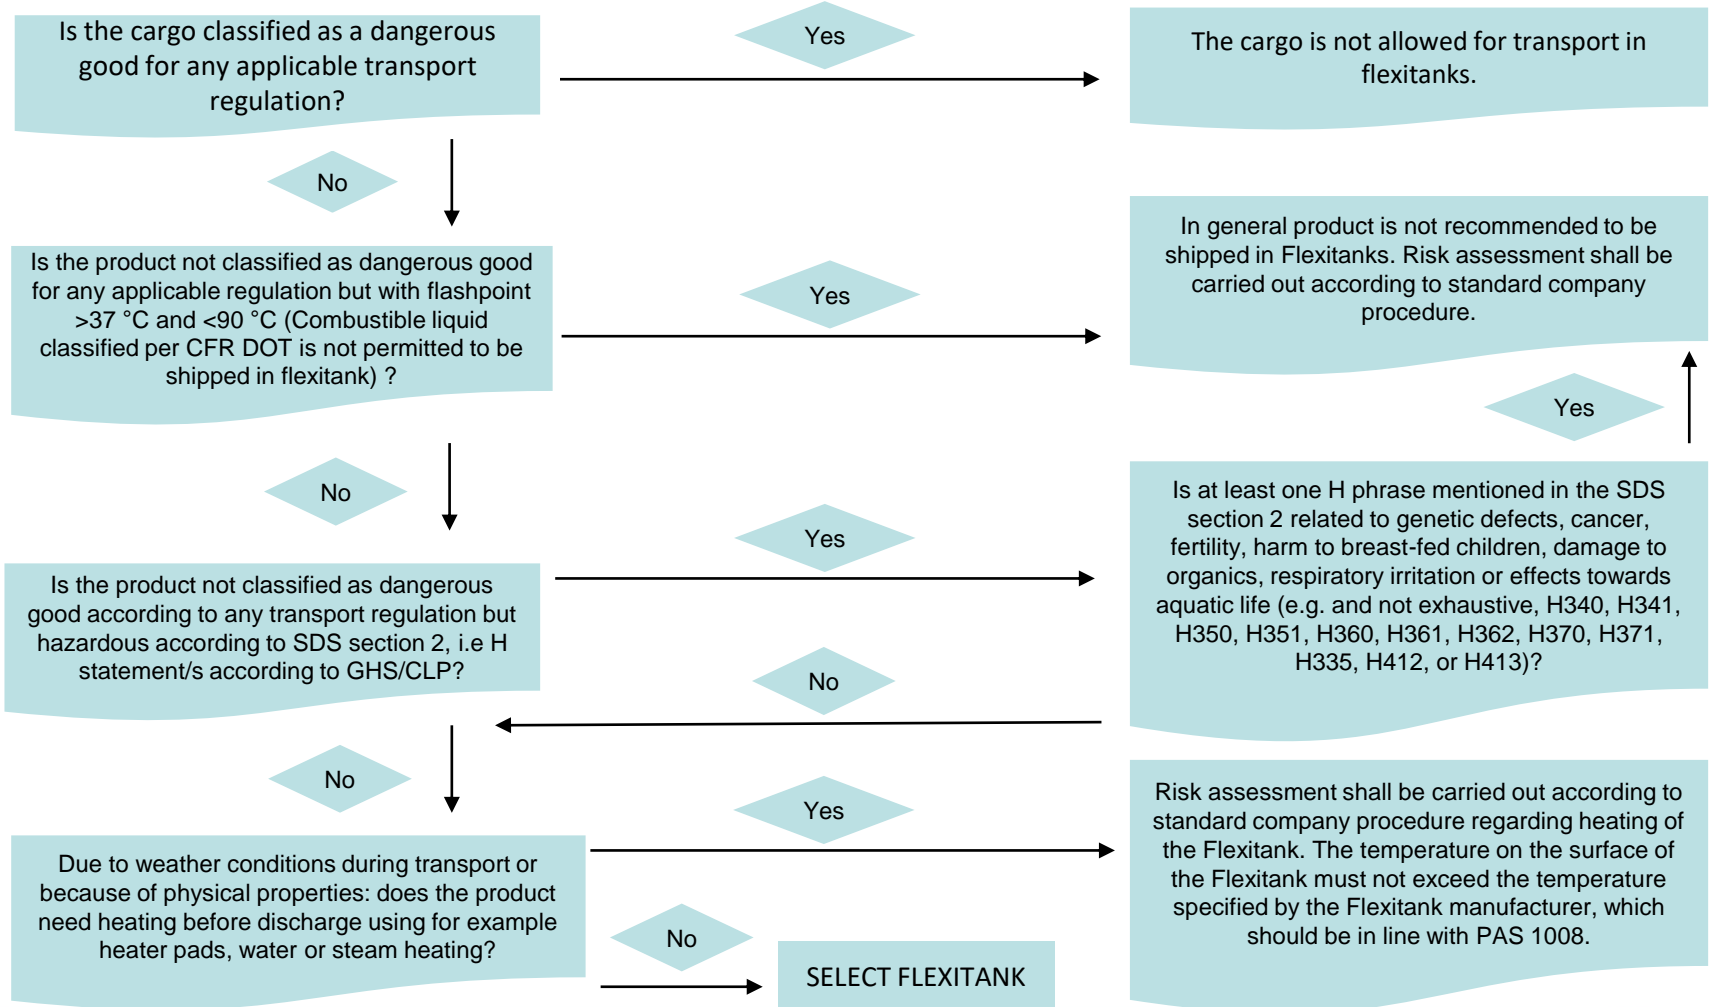 Is the cargo classified as a dangerous
good for any applicable transport
regulation?
Yes
The cargo is not allowed for transport in
flexitanks.
No
Is the product not classified as dangerous good
for any applicable regulation but with flashpoint
>37 °C and <90 °C (Combustible liquid
classified per CFR DOT is not permitted to be
shipped in flexitank) ?
Yes
In general product is not recommended to be
shipped in Flexitanks. Risk assessment shall be
carried out according to standard company
procedure.
Yes
No
Is the product not classified as dangerous
good according to any transport regulation but
hazardous according to SDS section 2, i.e H
statement/s according to GHS/CLP?
Yes
Is at least one H phrase mentioned in the SDS
section 2 related to genetic defects, cancer,
fertility, harm to breast-fed children, damage to
organics, respiratory irritation or effects towards
aquatic life (e.g. and not exhaustive, H340, H341,
H350, H351, H360, H361, H362, H370, H371,
H335, H412, or H413)?
No
No
Due to weather conditions during transport or
because of physical properties: does the product
need heating before discharge using for example
heater pads, water or steam heating?
Yes
Risk assessment shall be carried out according to
standard company procedure regarding heating of
the Flexitank. The temperature on the surface of
the Flexitank must not exceed the temperature
specified by the Flexitank manufacturer, which
should be in line with PAS 1008.
No
SELECT FLEXITANK